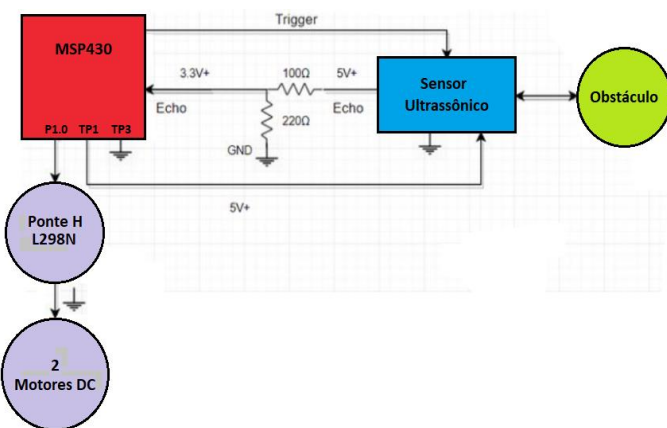 Trigger
MSP430
3.3V+
100Ω
5V+
Sensor
Ultrassônico
Obstáculo
Echo
Echo
220Ω
P1.0 TP1 TP3
GND
5V+
Ponte H
L298N
2
Motores DC